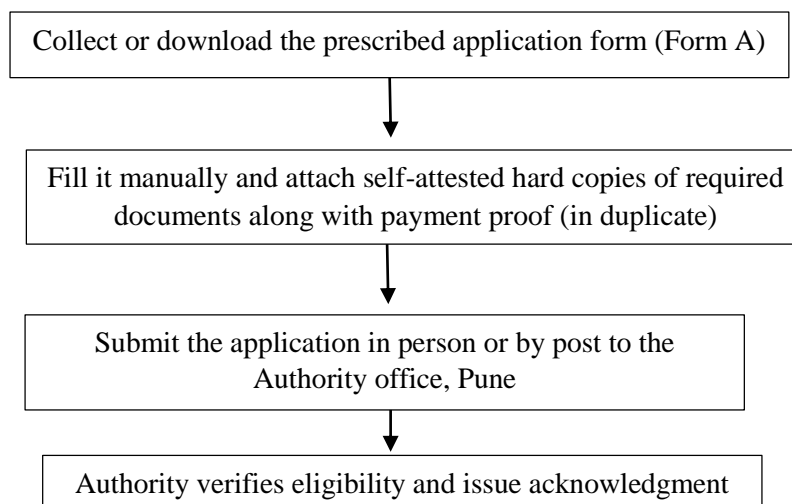 Collect or download the prescribed application form (Form A)
Fill it manually and attach self-attested hard copies of required
documents along with payment proof (in duplicate)
Submit the application in person or by post to the
Authority office, Pune
Authority verifies eligibility and issue acknowledgment